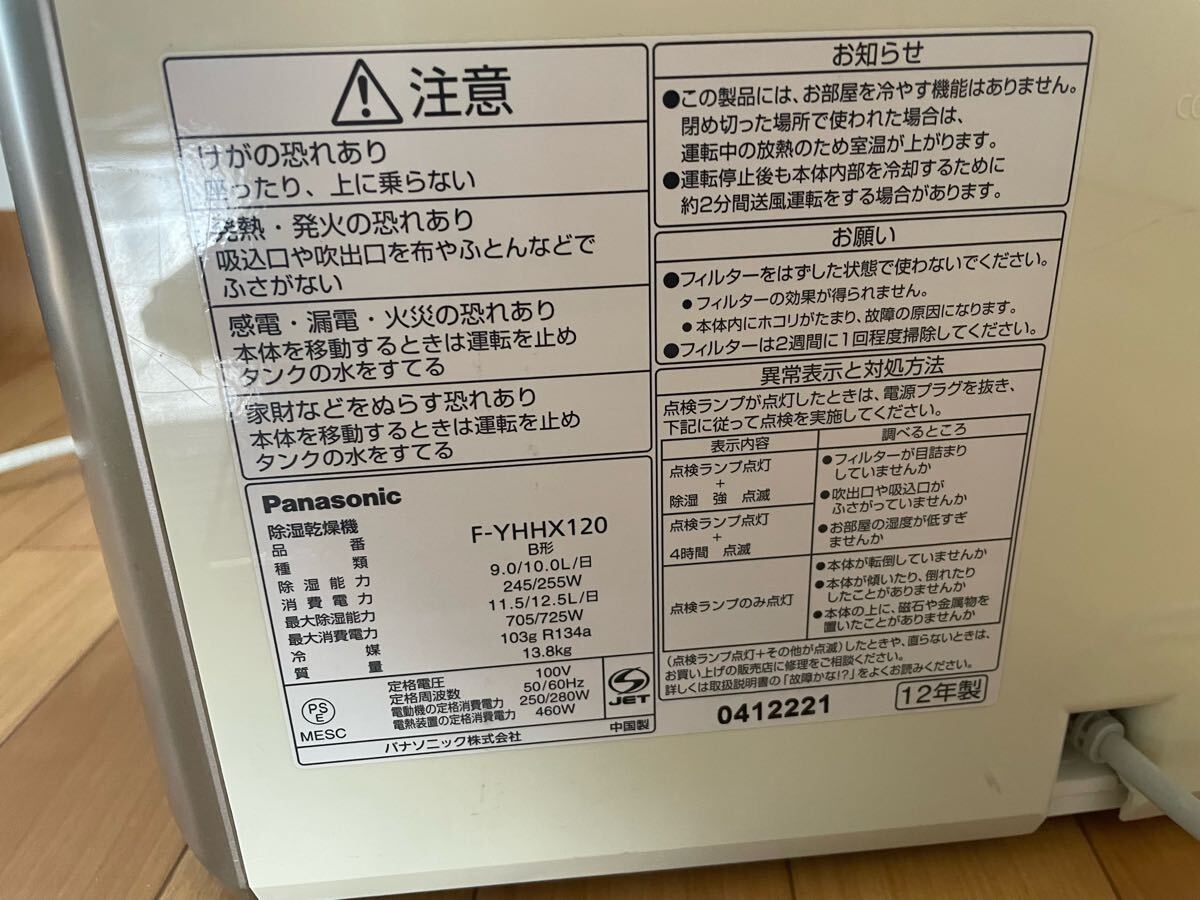 注意
けがの恐れあり
座ったり、上に乗らない
発熱・発火の恐れあり
吸込口や吹出口を布やふとんなどで
ふさがない
感電・漏電・火災の恐れあり
本体を移動するときは運転を止め
タンクの水をすてる
家財などをぬらす恐れあり
本体を移動するときは運転を止め
タンクの水をすてる
Panasonic
除湿乾燥機
品番 F-YHHX120
種類 B形
除湿能力 9.0/10.0L/日
消費電力 245/255W
最大除湿能力 11.5/12.5L/日
最大消費電力 705/725W
冷媒 103g R134a
質量 13.8kg
定格電圧 100V
定格周波数 50/60Hz
電動機の定格消費電力 250/280W
電熱装置の定格消費電力 460W
PS
E
MESC
JET
パナソニック株式会社 中国製
お知らせ
●この製品には、お部屋を冷やす機能はありません。
閉め切った場所で使われた場合は、
運転中の放熱のため室温が上がります。
●運転停止後も本体内部を冷却するために
約2分間送風運転をする場合があります。
お願い
●フィルターをはずした状態で使わないでください。
●フィルターの効果が得られません。
●本体内にホコリがたまり、故障の原因になります。
●フィルターは2週間に1回程度掃除してください。
異常表示と対処方法
点検ランプが点灯したときは、電源プラグを抜き、
下記に従って点検を実施してください。
表示内容 調べるところ
点検ランプ点灯
+
除湿 強 点滅
点検ランプ点灯
+
4時間 点滅
●フィルターが目詰まり
していませんか
●吹出口や吸込口が
ふさがっていませんか
●お部屋の湿度が低すぎ
ませんか
点検ランプのみ点灯
●本体が転倒していませんか
●本体が傾いたり、倒れたり
したことがありませんか
●本体の上に、磁石や金属物を
置いたことがありませんか
(点検ランプ点灯+その他が点滅)したときや、直らないときは、
お買い上げの販売店に修理をご相談ください。
詳しくは取扱説明書の「故障かな!?」をよくお読みください。
0412221
12年製